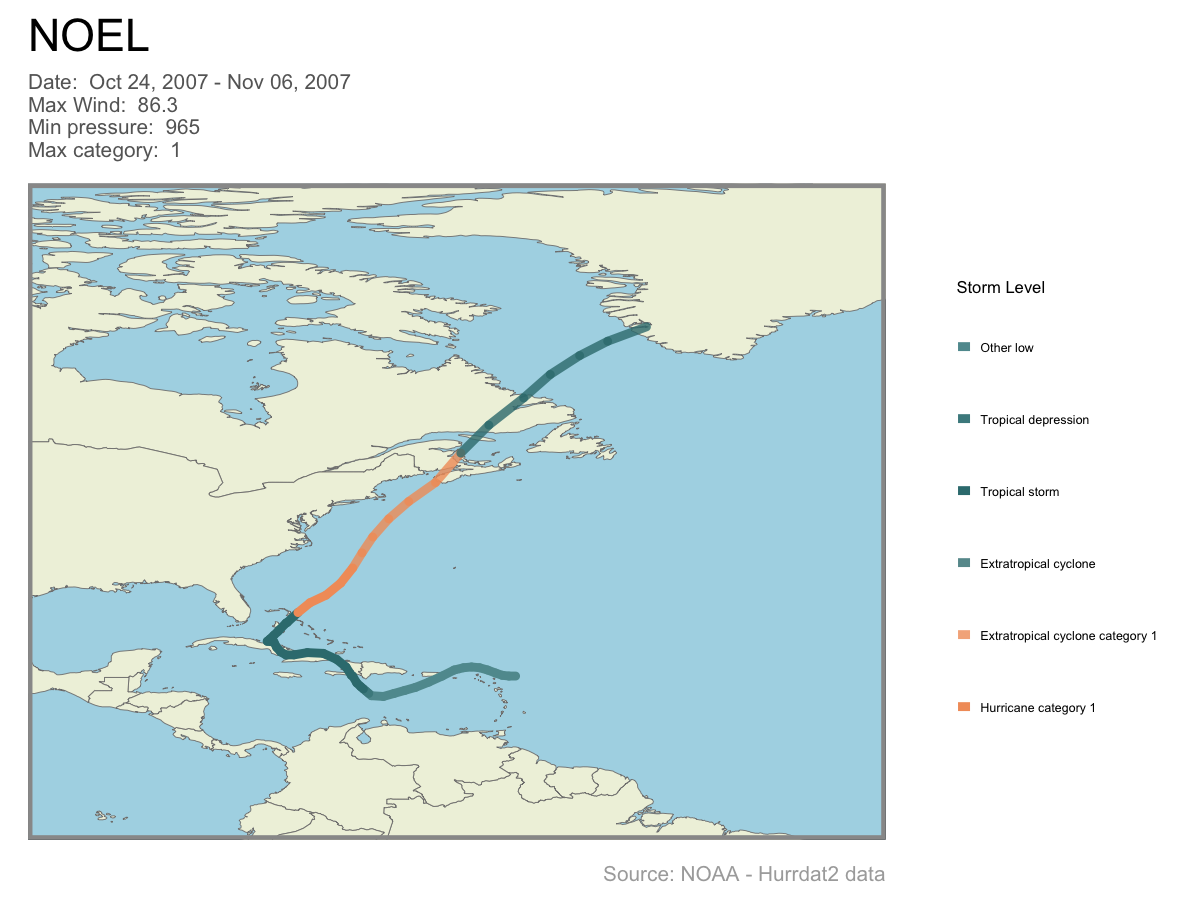 NOEL
Date:  Oct 24, 2007 - Nov 06, 2007
Max Wind:  86.3
Min pressure:  965
Max category:  1
Storm Level
Other low
Tropical depression
Tropical storm
Extratropical cyclone
Extratropical cyclone category 1
Hurricane category 1
Source: NOAA - Hurrdat2 data